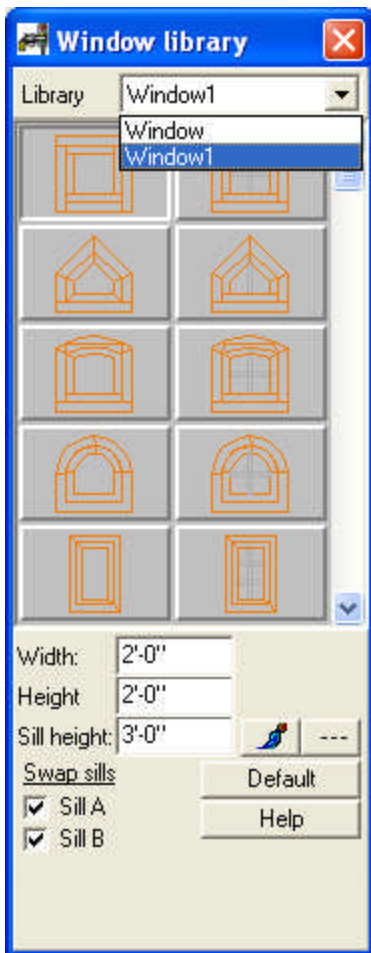 Window library
Library Window1
Window
Window1
Width: 2'-0"
Height 2'-0"
Sill height: 3'-0" ---
Swap sills Default
Sill A Help
Sill B